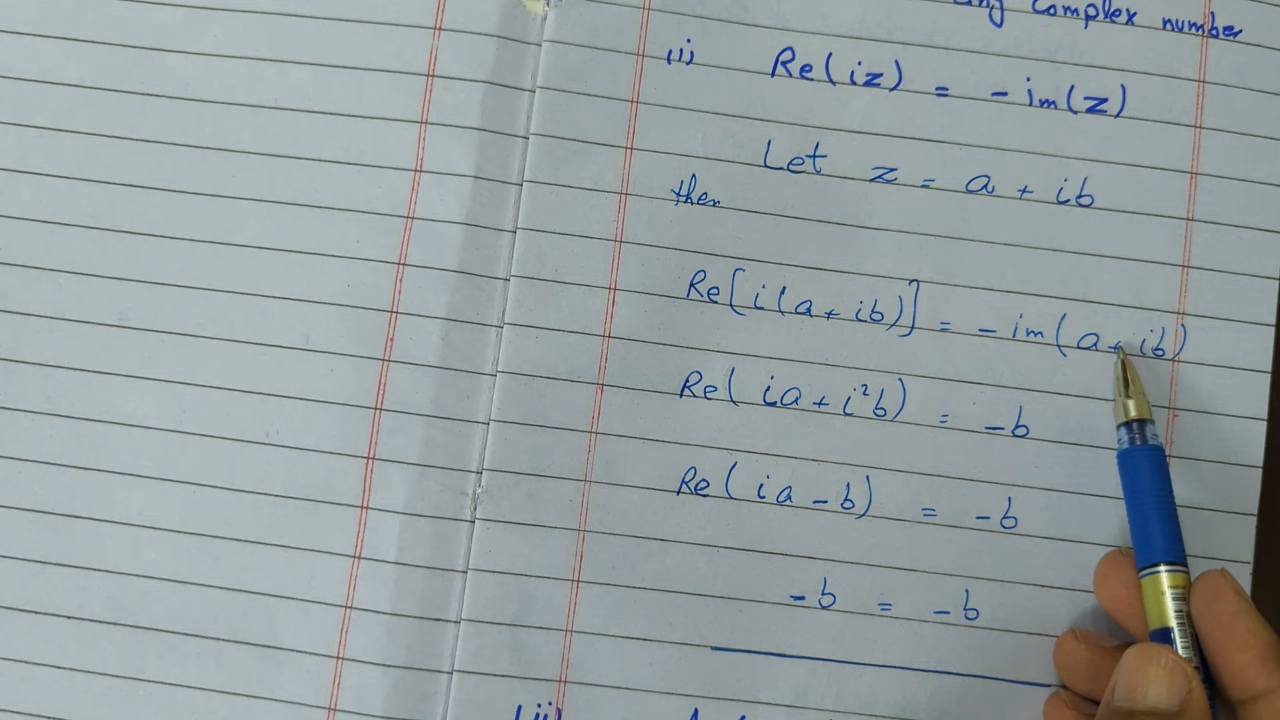 complex number
(i) Re(iz) = -im(z)
Let z = a + ib
then
Re[i(a + ib)] = -im(a + ib)
Re(ia + i²b) = -b
Re(ia - b) = -b
-b = -b
(ii)